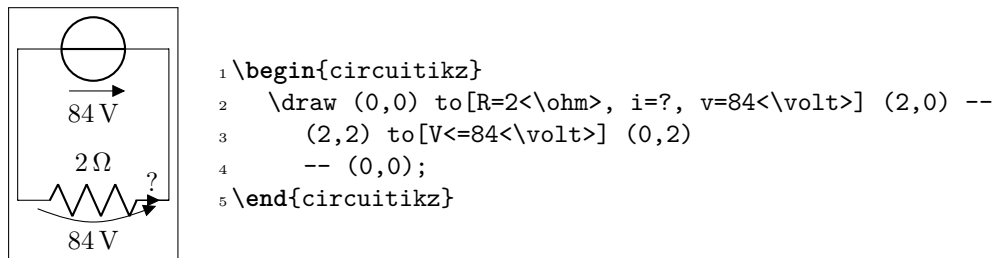 84 V
2 Ω
?
84 V
1 \begin{circuitikz}
2 \draw (0,0) to[R=2<\ohm>, i=?, v=84<\volt>] (2,0) --
3 (2,2) to[V<=84<\volt>] (0,2)
4 -- (0,0);
5 \end{circuitikz}